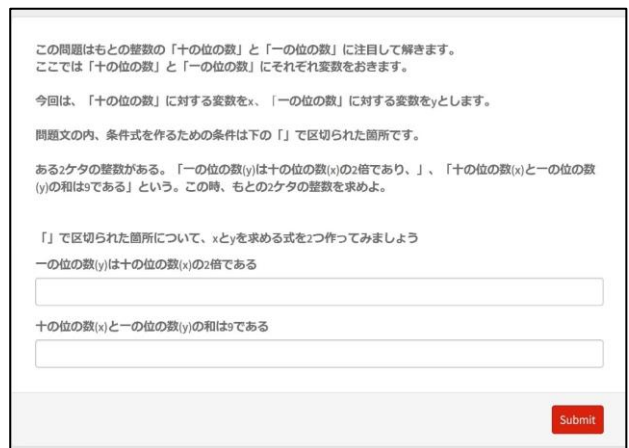 この問題はもとの整数の「十の位の数」と「一の位の数」に注目して解きます。
ここでは「十の位の数」と「一の位の数」にそれぞれ変数をおきます。
今回は、「十の位の数」に対する変数をx、「一の位の数」に対する変数をyとします。
問題文の内、条件式を作るための条件は下の「」で区切られた箇所です。
ある2ケタの整数がある。「一の位の数(y)は十の位の数(x)の2倍であり、」、「十の位の数(x)と一の位の数
(y)の和は9である」という。この時、もとの2ケタの整数を求めよ。
「」で区切られた箇所について、xとyを求める式を2つ作ってみましょう
一の位の数(y)は十の位の数(x)の2倍である
十の位の数(x)と一の位の数(y)の和は9である
Submit